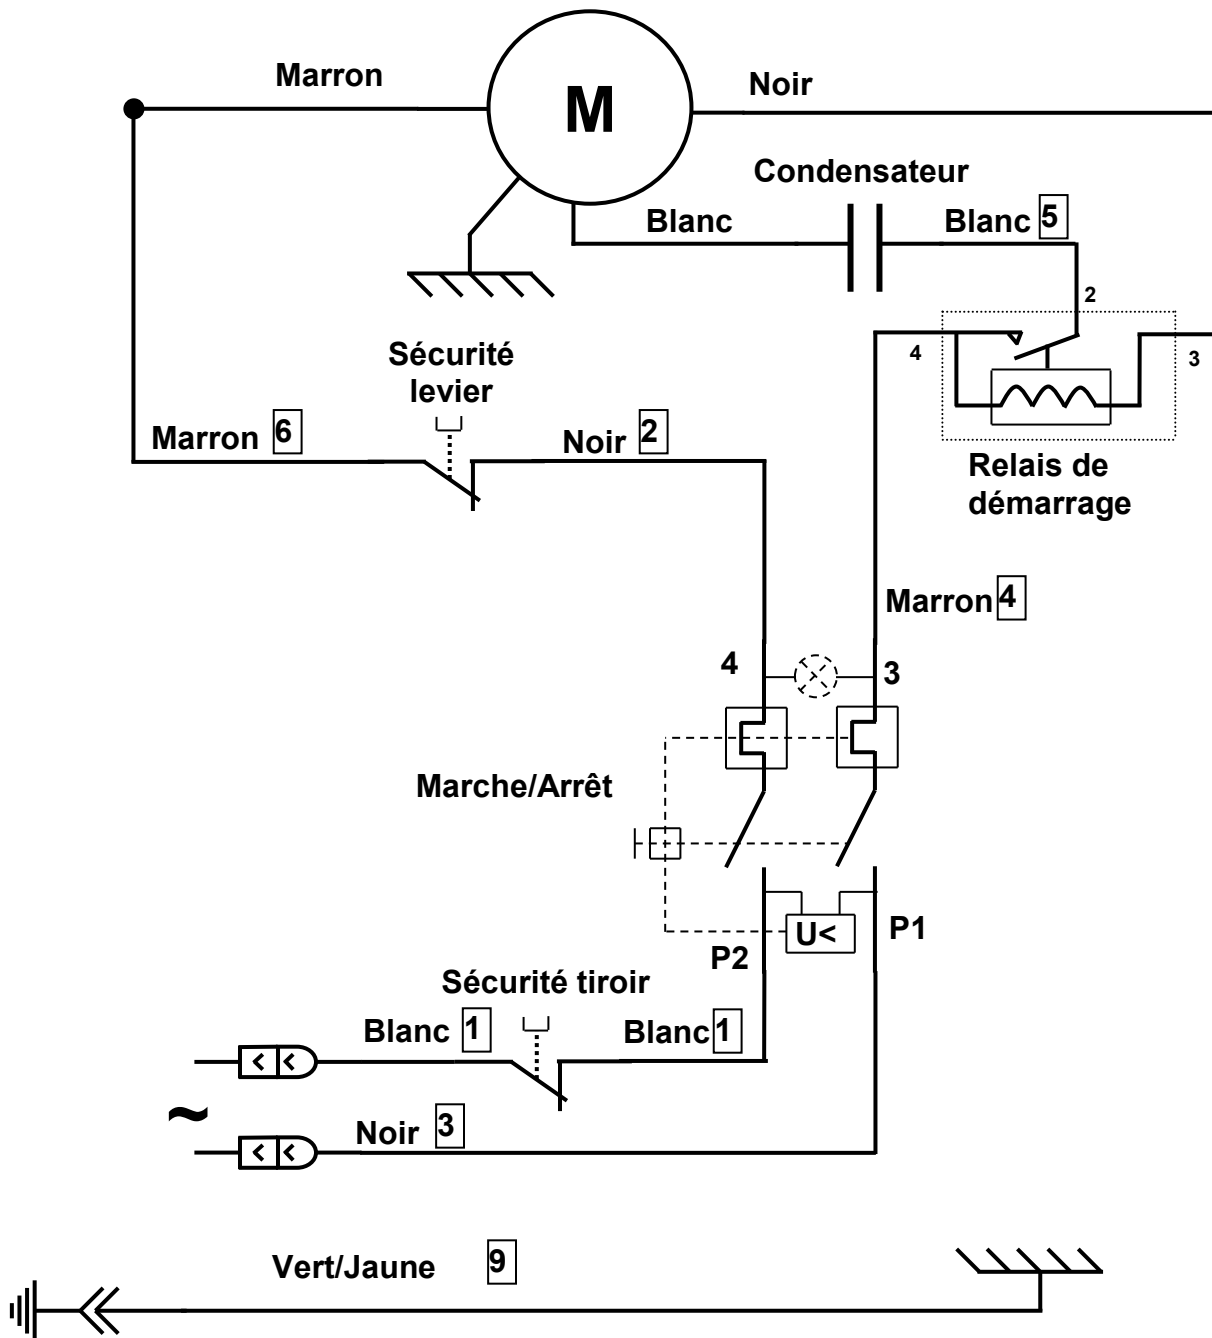 Marron
M
Noir
Condensateur
Blanc
Blanc 5
2
4
3
Sécurité
levier
Marron 6
Noir 2
Relais de
démarrage
Marron 4
4
3
Marche/Arrêt
U<
P1
P2
Sécurité tiroir
Blanc 1
Blanc 1
~
Noir 3
Vert/Jaune 9